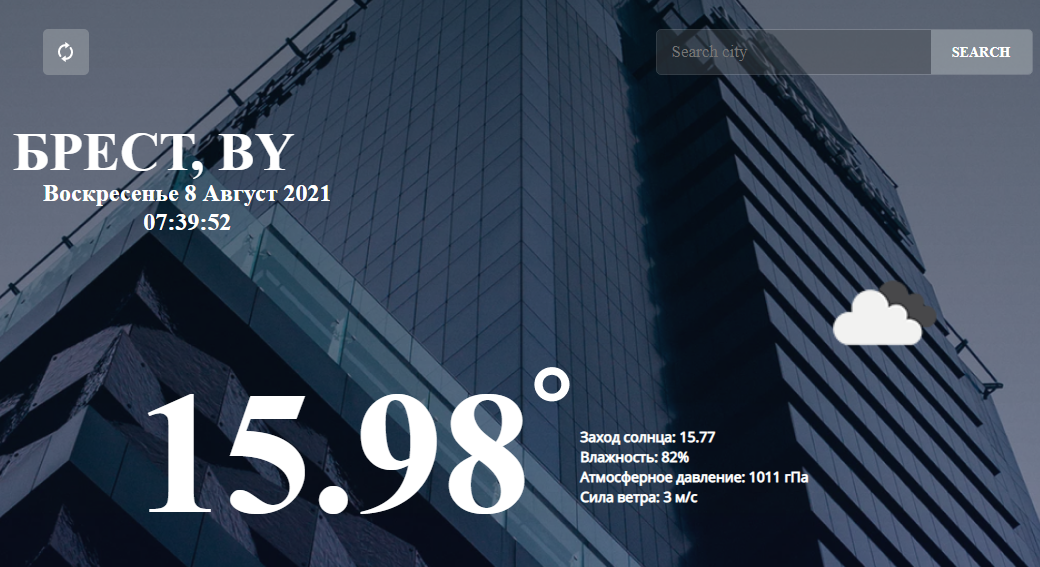 Search city
SEARCH
БРЕСТ, BY
Воскресенье 8 Август 2021
07:39:52
15.98°
Заход солнца: 15.77
Влажность: 82%
Атмосферное давление: 1011 гПа
Сила ветра: 3 м/с